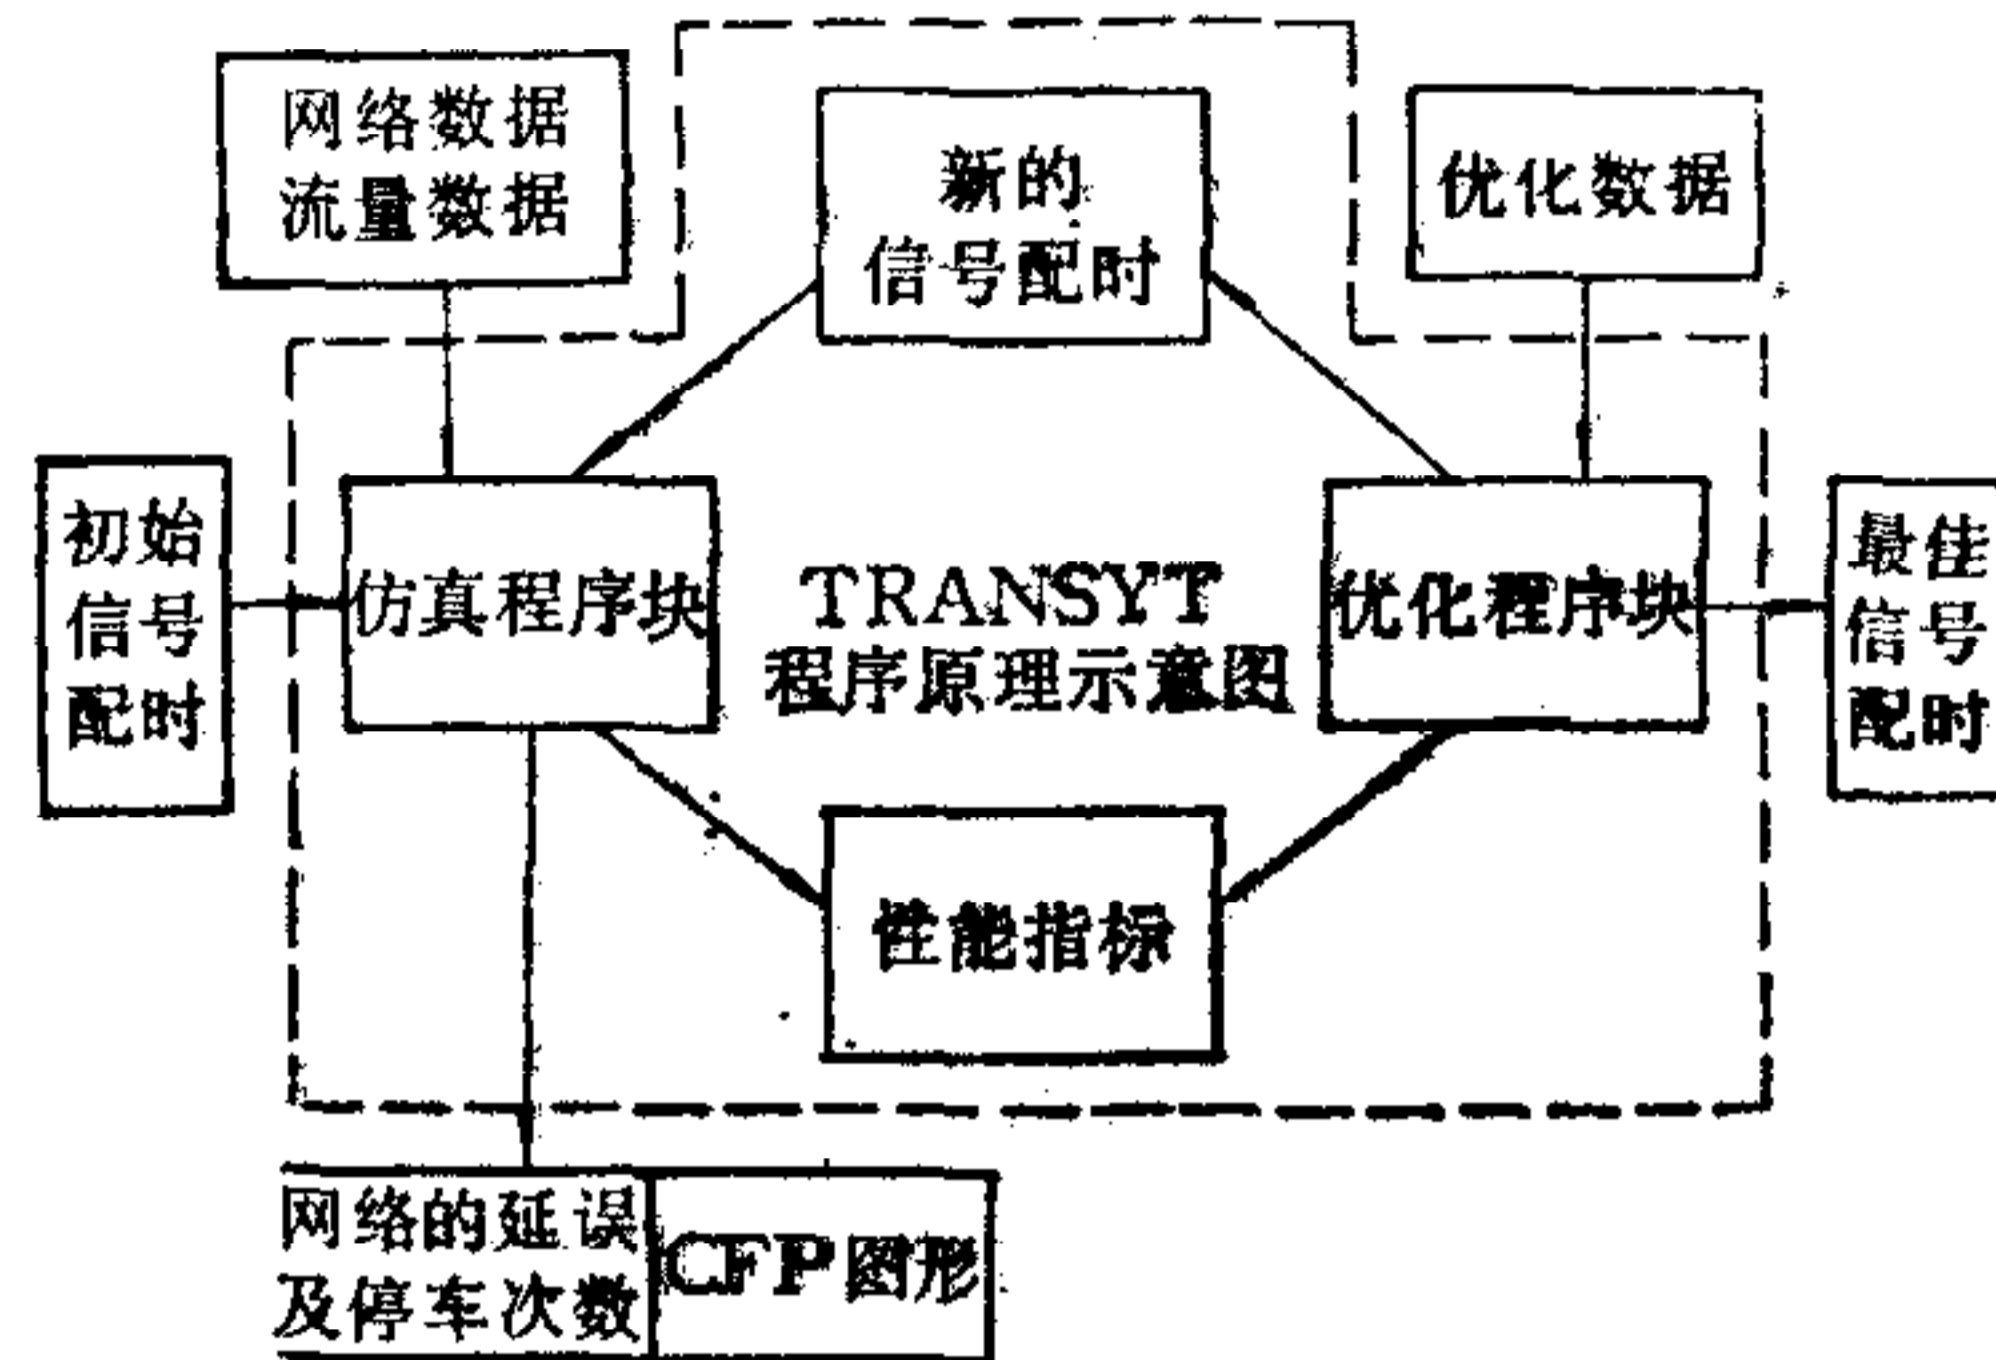 网络数据
流量数据
新的
信号配时
优化数据
初始
信号
配时
仿真程序块
TRANSYT
程序原理示意图
优化程序块
最佳
信号
配时
性能指标
网络的延误
及停车次数
CFP图形